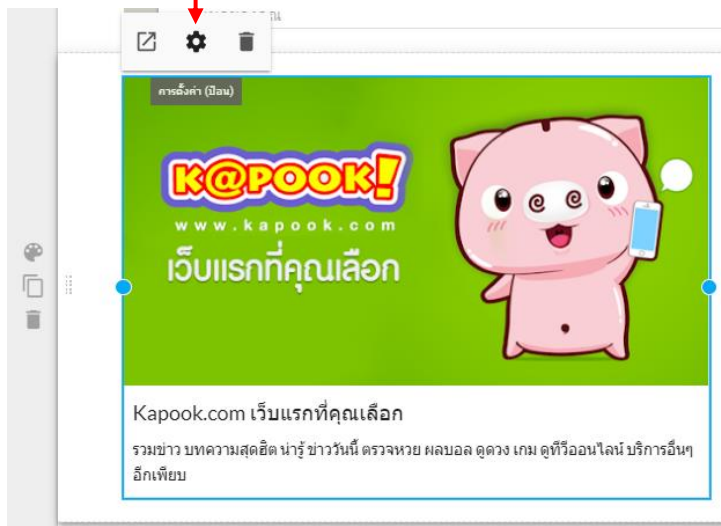 การตั้งค่า (ป้อน)
K@POOK!
www.kapook.com
เว็บแรกที่คุณเลือก
Kapook.com เว็บแรกที่คุณเลือก
รวมข่าว บทความสุดฮิต น่ารู้ ข่าววันนี้ ตรวจหวย ผลบอล ดูดวง เกม ดูทีวีออนไลน์ บริการอื่นๆ
อีกเพียบ